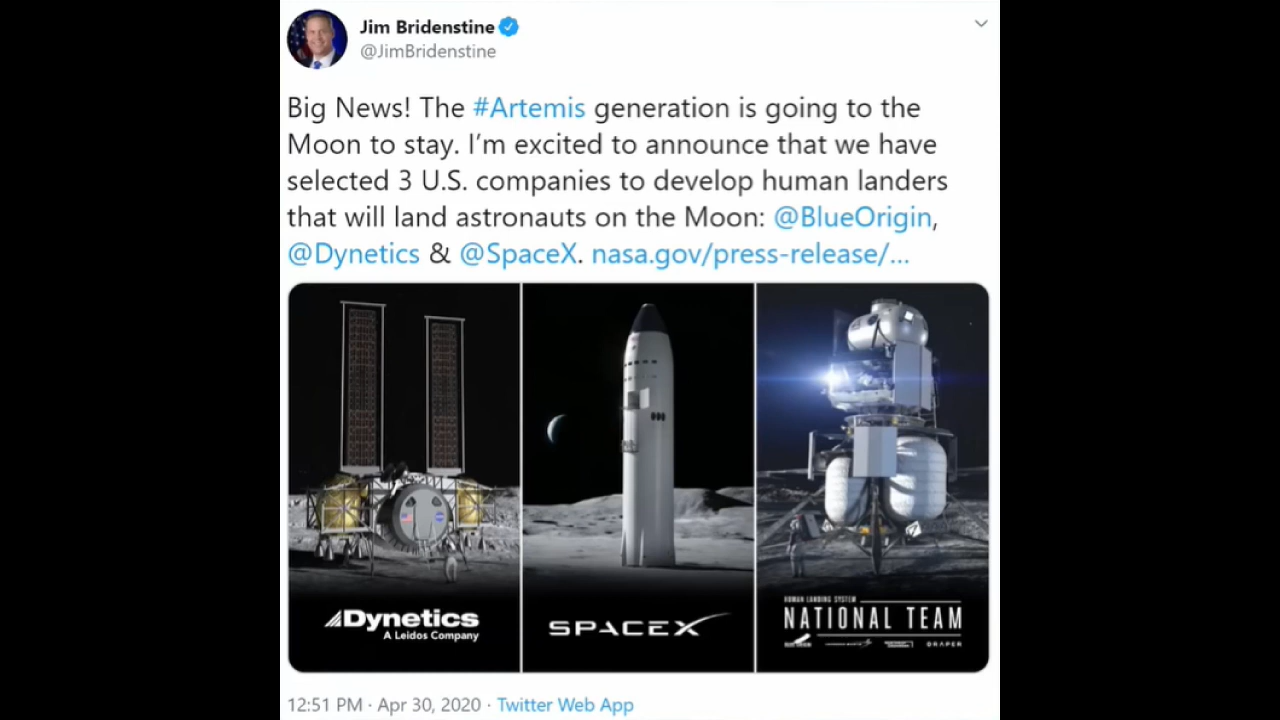 Jim Bridenstine
@JimBridenstine
Big News! The #Artemis generation is going to the
Moon to stay. I’m excited to announce that we have
selected 3 U.S. companies to develop human landers
that will land astronauts on the Moon: @BlueOrigin,
@Dynetics & @SpaceX. nasa.gov/press-release/...
Dynetics
A Leidos Company
SPACEX
HUMAN LANDING SYSTEM
NATIONAL TEAM
BLUE ORIGIN
DRAPER
12:51 PM · Apr 30, 2020 · Twitter Web App